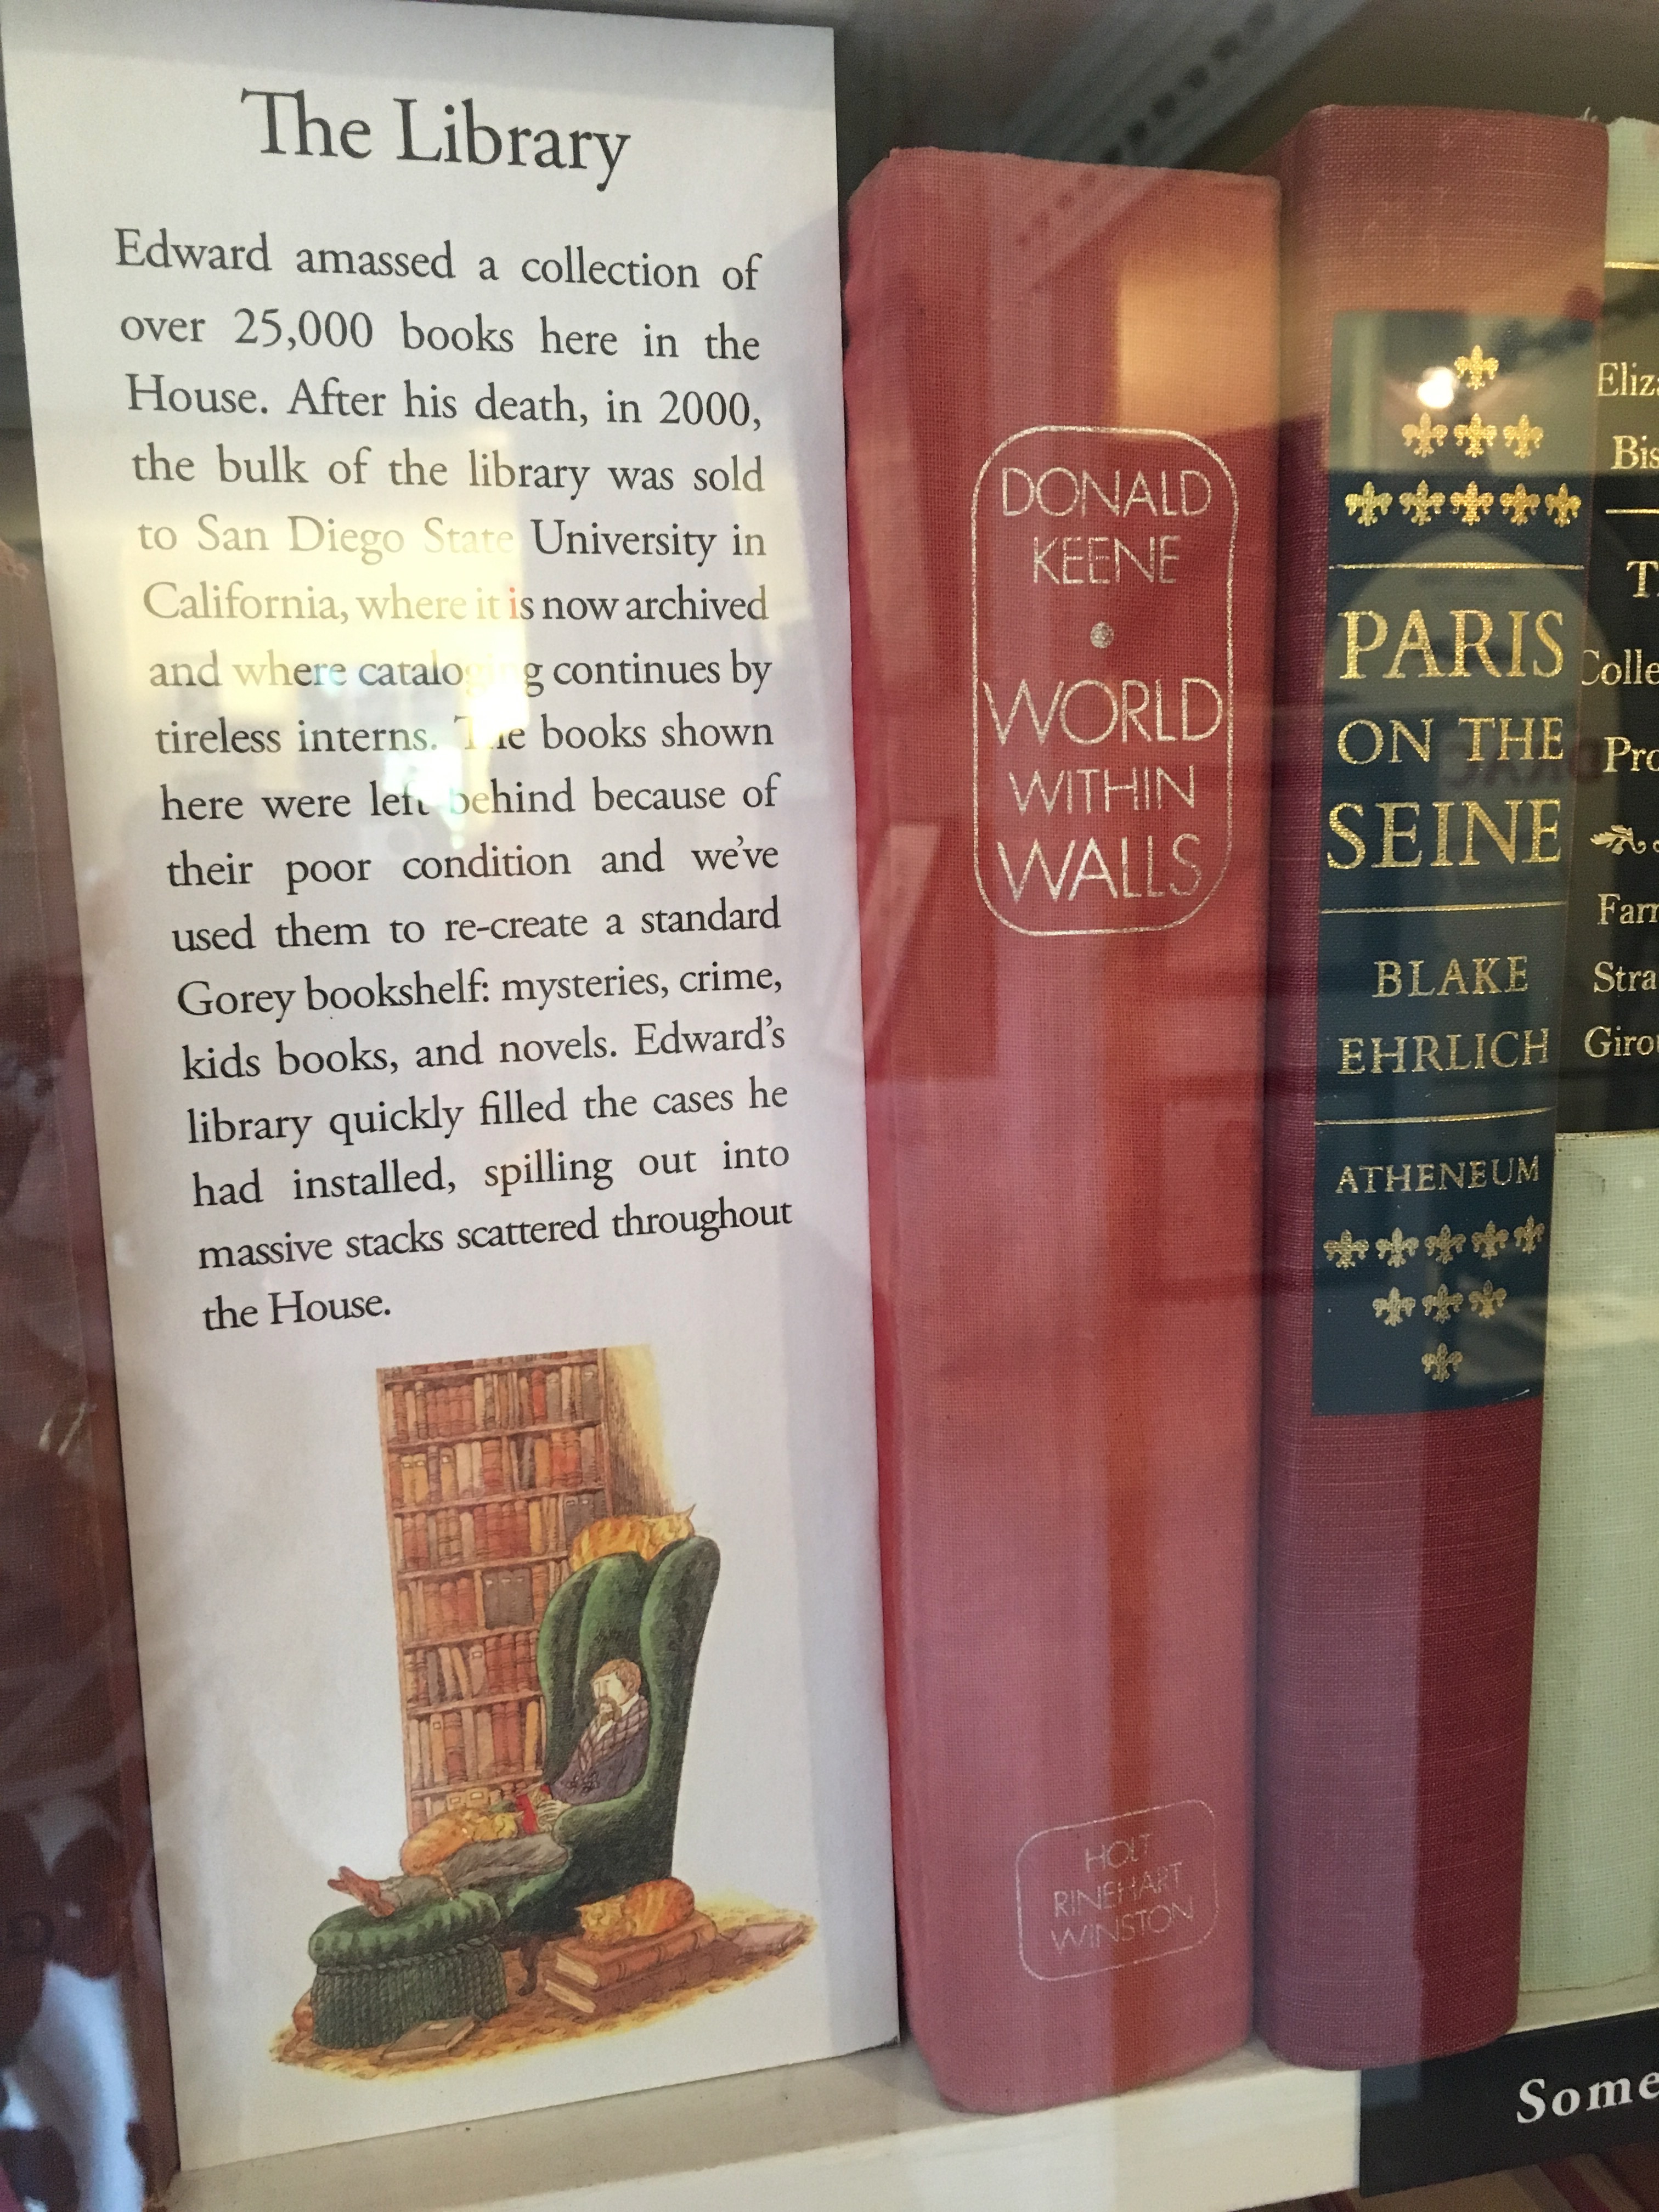 The Library
Edward amassed a collection of
over 25,000 books here in the
House. After his death, in 2000,
the bulk of the library was sold
to San Diego State University in
California, where it is now archived
and where cataloging continues by
tireless interns. The books shown
here were left behind because of
their poor condition and we've
used them to re-create a standard
Gorey bookshelf: mysteries, crime,
kids books, and novels. Edward's
library quickly filled the cases he
had installed, spilling out into
massive stacks scattered throughout
the House.
DONALD
KEENE
WORLD
WITHIN
WALLS
HOLT
RINEHART
WINSTON
PARIS
ON THE
SEINE
BLAKE
EHRLICH
ATHENEUM
Some